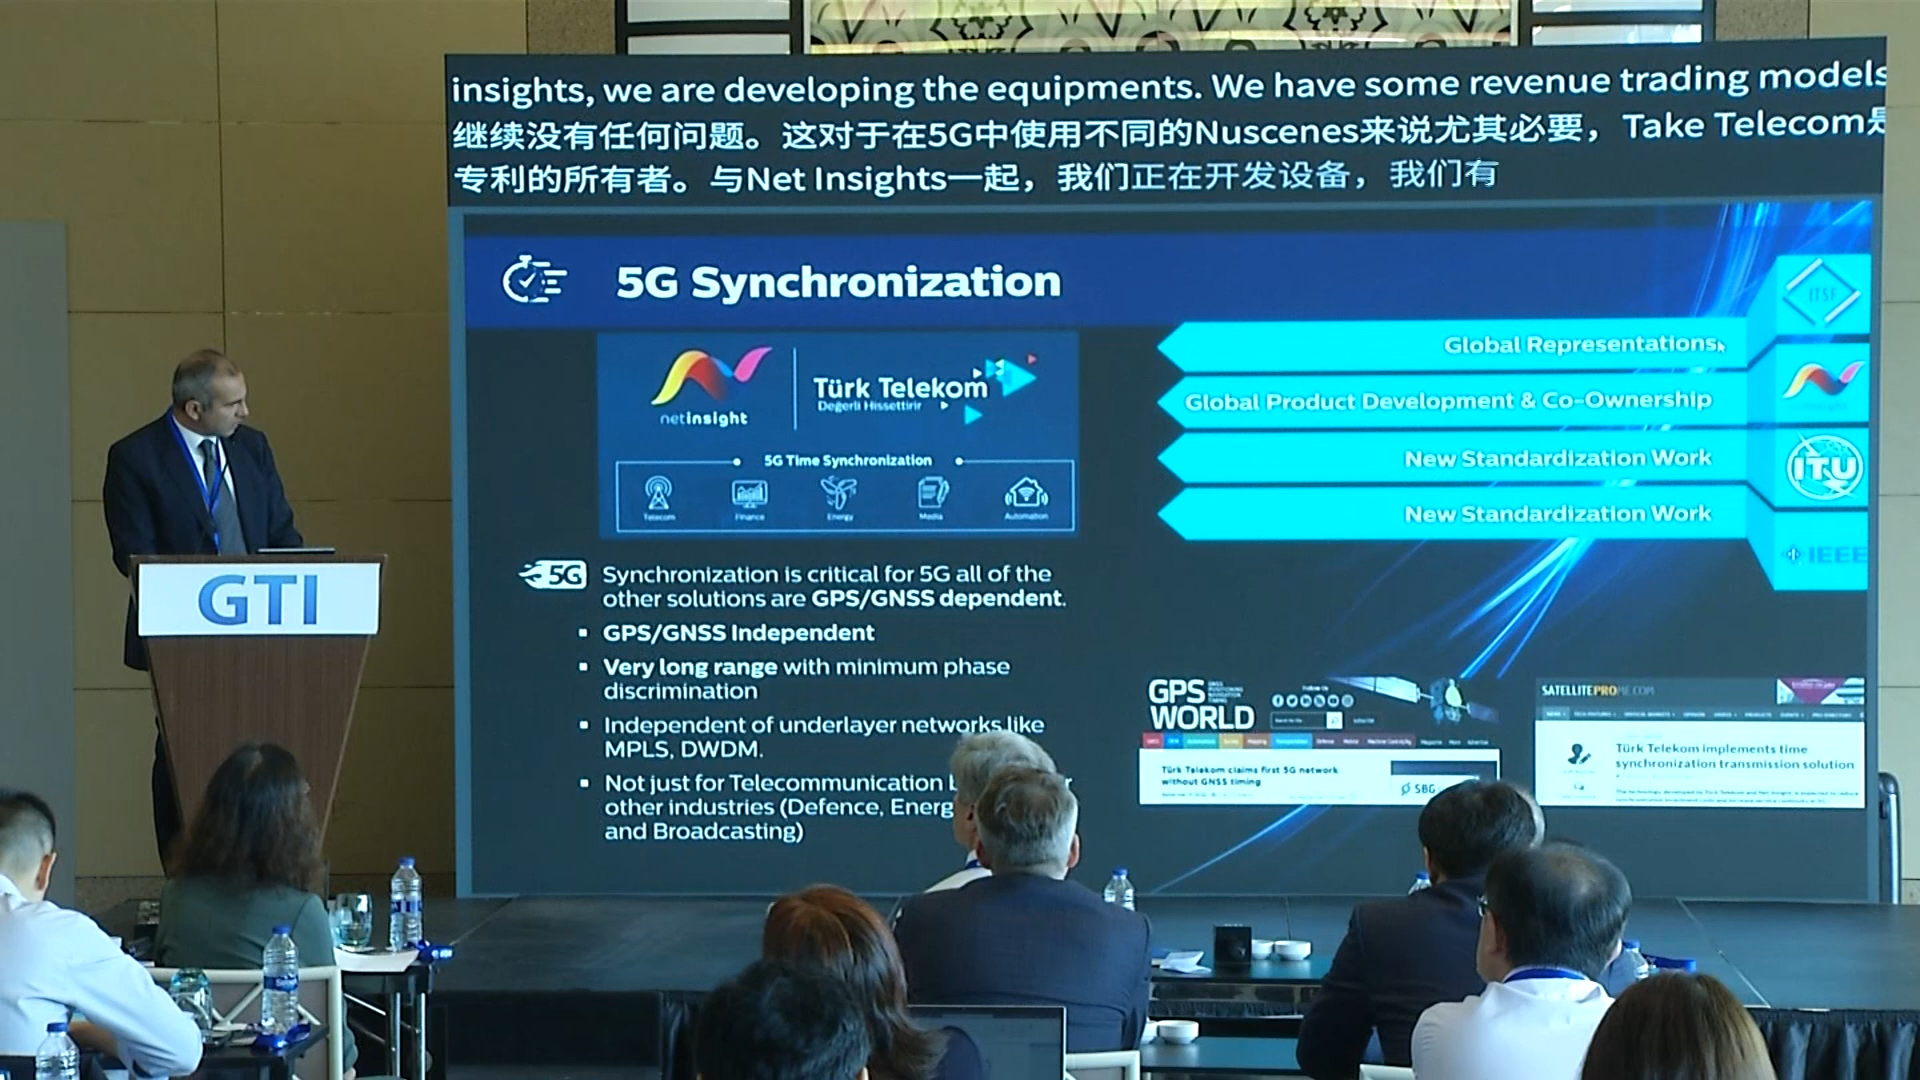 insights, we are developing the equipments. We have some revenue trading models
继续没有任何问题。这对于在5G中使用不同的Nuscenes来说尤其必要，Take Telecom是
专利的所有者。与Net Insights一起，我们正在开发设备，我们有
5G Synchronization
netinsight
Türk Telekom
Değerli Hissettirir
5G Time Synchronization
Telecom
Finance
Energy
Media
Automation
Global Representations
Global Product Development & Co-Ownership
New Standardization Work
New Standardization Work
ITSF
ITU
IEEE
5G
Synchronization is critical for 5G all of the
other solutions are GPS/GNSS dependent.
▪ GPS/GNSS Independent
▪ Very long range with minimum phase
discrimination
▪ Independent of underlayer networks like
MPLS, DWDM.
▪ Not just for Telecommunication
other industries (Defence,
and Broadcasting)
GPS
WORLD
Türk Telekom claims first 5G network
without GNSS timing
SBG
SATELLITEPROME.COM
Türk Telekom implements time
synchronization transmission solution
GTI